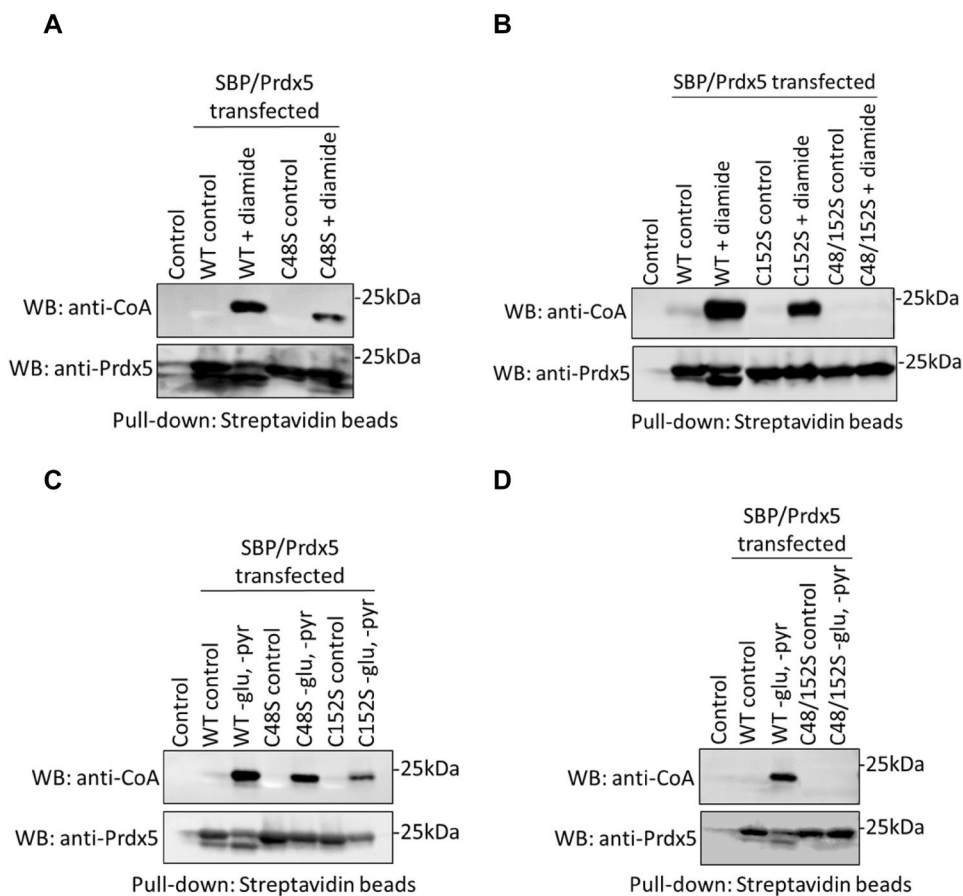 A
SBP/Prdx5
transfected
Control
WT control
WT + diamide
C48S control
C48S + diamide
WB: anti-CoA
-25kDa
WB: anti-Prdx5
-25kDa
Pull-down: Streptavidin beads
B
SBP/Prdx5 transfected
Control
WT control
WT + diamide
C152S control
C152S + diamide
C48/152S control
C48/152S + diamide
WB: anti-CoA
-25kDa
WB: anti-Prdx5
-25kDa
Pull-down: Streptavidin beads
C
SBP/Prdx5
transfected
Control
WT control
WT -glu, -pyr
C48S control
C48S -glu, -pyr
C152S control
C152S -glu, -pyr
WB: anti-CoA
-25kDa
WB: anti-Prdx5
-25kDa
Pull-down: Streptavidin beads
D
SBP/Prdx5
transfected
Control
WT control
WT -glu, -pyr
C48/152S control
C48/152S -glu, -pyr
WB: anti-CoA
-25kDa
WB: anti-Prdx5
-25kDa
Pull-down: Streptavidin beads